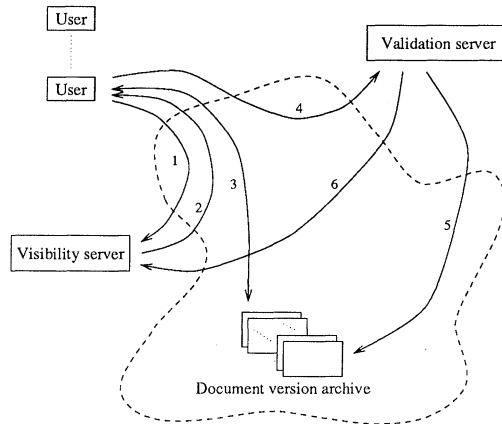 User
Validation server
User
4
1
2
3
6
5
Visibility server
Document version archive